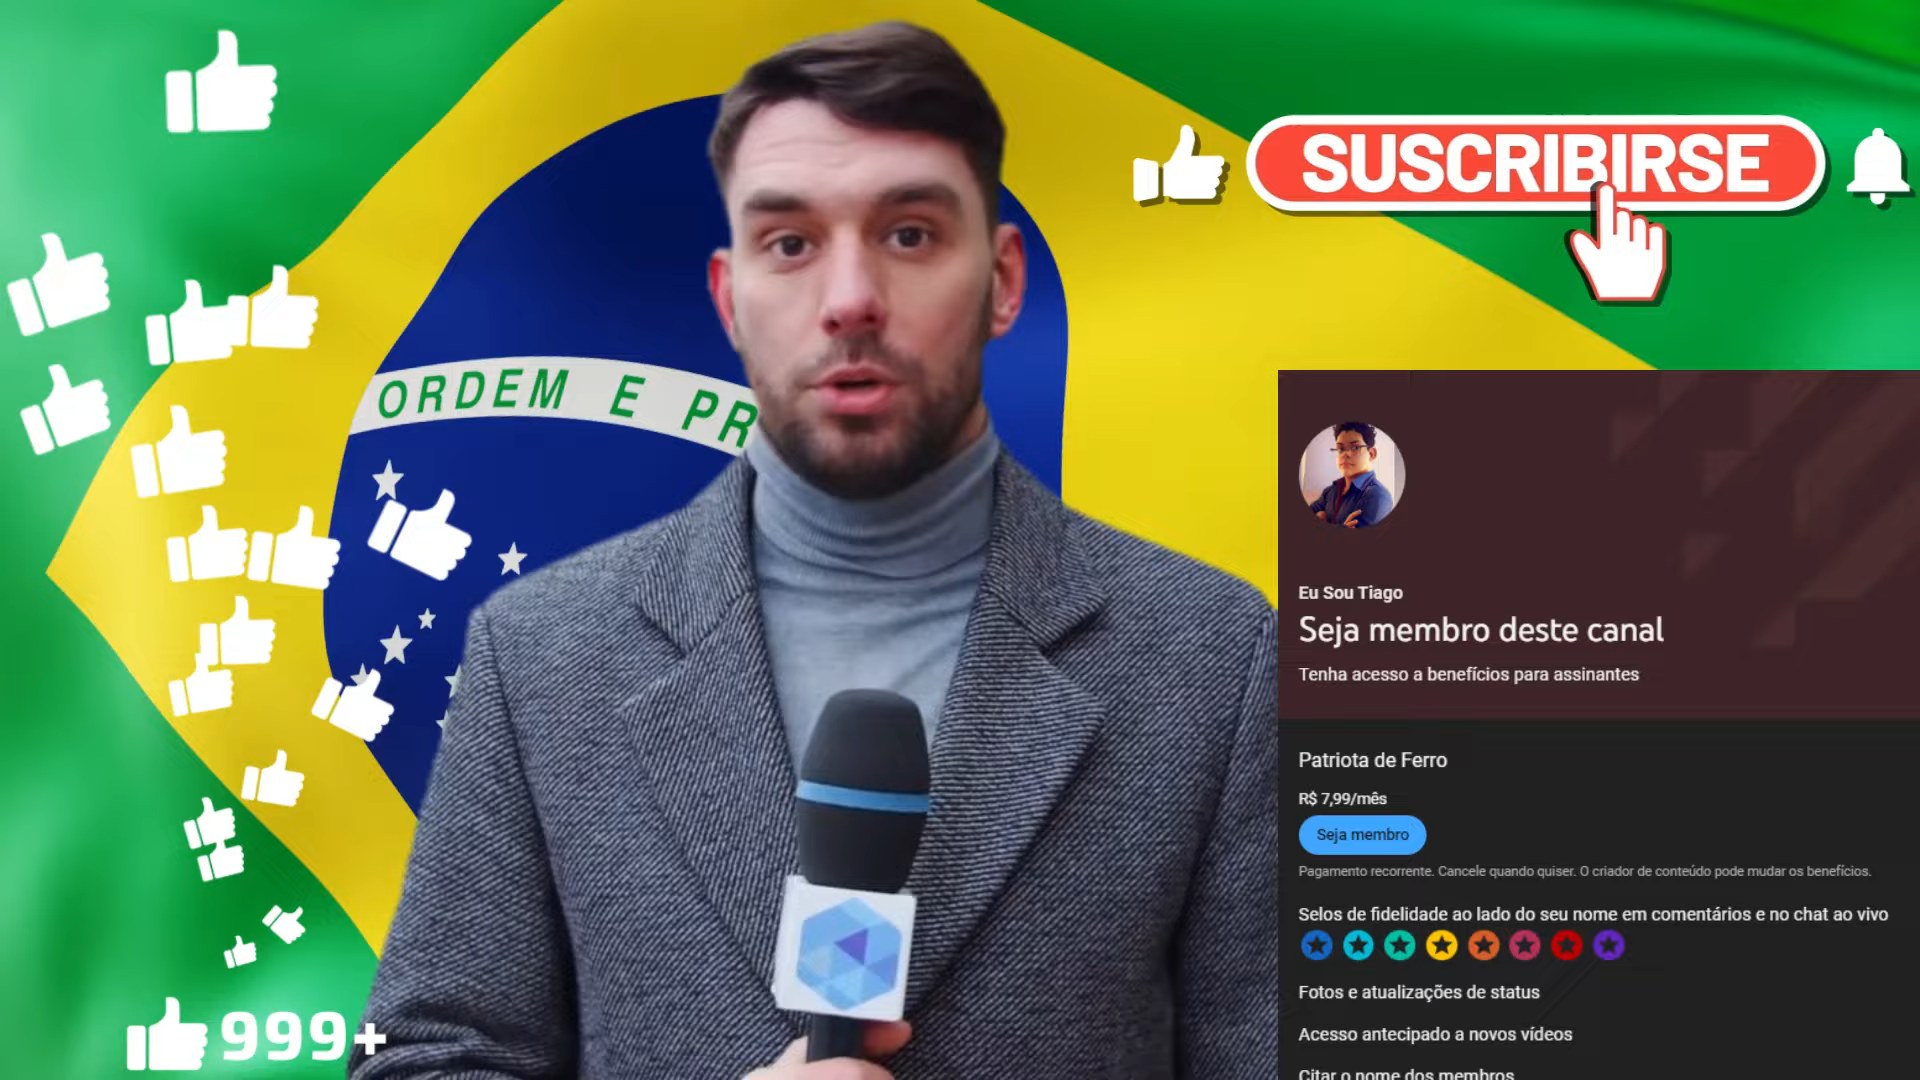 SUSCRIBIRSE
ORDEM E PR
Eu Sou Tiago
Seja membro deste canal
Tenha acesso a benefícios para assinantes
Patriota de Ferro
R$ 7,99/mês
Seja membro
Pagamento recorrente. Cancele quando quiser. O criador de conteúdo pode mudar os benefícios.
Selos de fidelidade ao lado do seu nome em comentários e no chat ao vivo
Fotos e atualizações de status
Acesso antecipado a novos vídeos
Citar o nome dos membros
999+